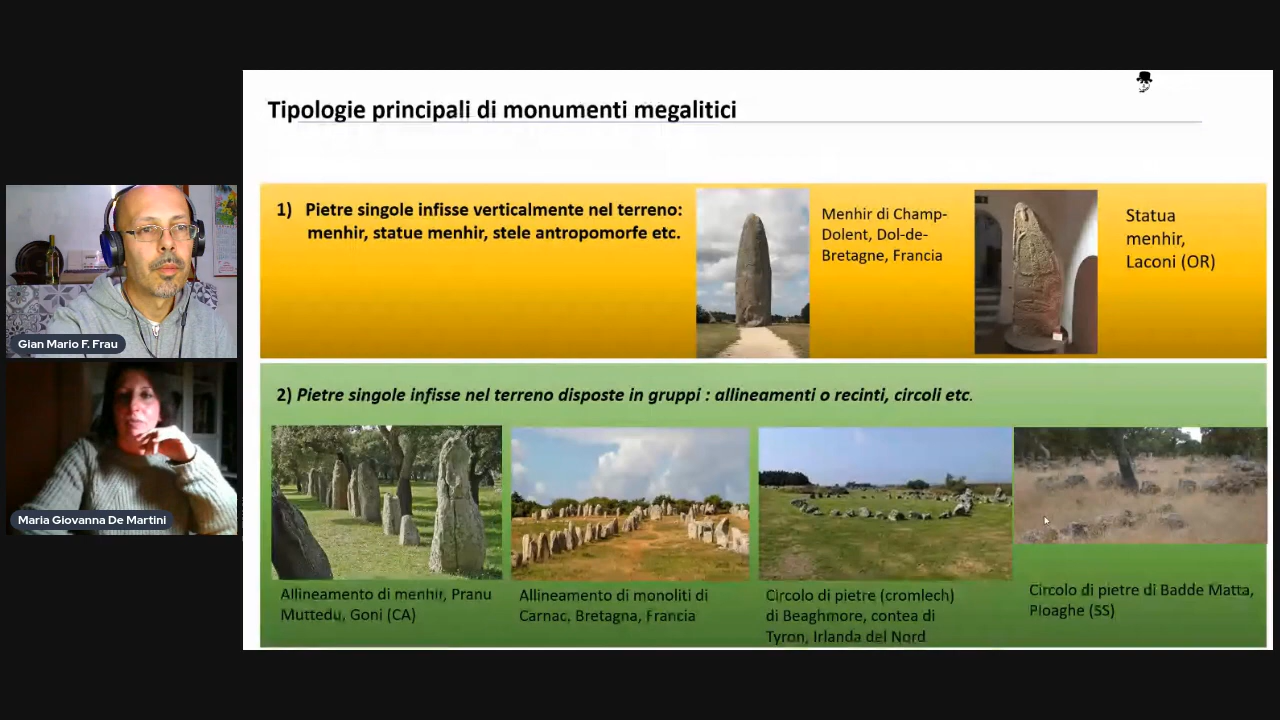 Tipologie principali di monumenti megalitici
1) Pietre singole infisse verticalmente nel terreno:
menhir, statue menhir, stele antropomorfe etc.
Menhir di Champ-
Dolent, Dol-de-
Bretagne, Francia
Statua
menhir,
Laconi (OR)
Gian Mario F. Frau
Maria Giovanna De Martini
2) Pietre singole infisse nel terreno disposte in gruppi : allineamenti o recinti, circoli etc.
Allineamento di menhir, Pranu
Muttedu, Goni (CA)
Allineamento di monoliti di
Carnac, Bretagna, Francia
Circolo di pietre (cromlech)
di Beaghmore, contea di
Tyron, Irlanda del Nord
Circolo di pietre di Badde Matta,
Ploaghe (SS)